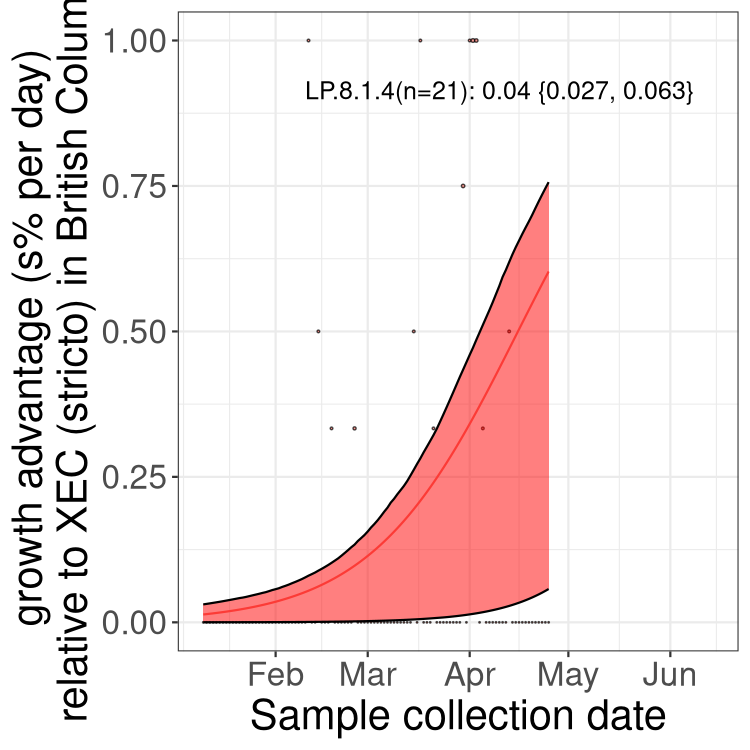 growth advantage (s% per day)
relative to XEC (stricto) in British Colum
1.00
0.75
0.50
0.25
0.00
LP.8.1.4(n=21): 0.04 {0.027, 0.063}
Feb Mar Apr May Jun
Sample collection date